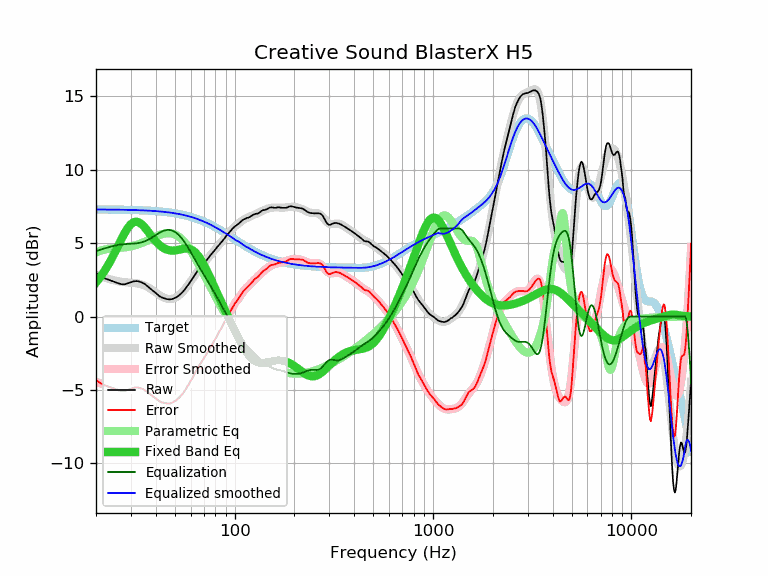 Creative Sound BlasterX H5
15
10
5
0
−5
−10
Amplitude (dBr)
Target
Raw Smoothed
Error Smoothed
Raw
Error
Parametric Eq
Fixed Band Eq
Equalization
Equalized smoothed
100
1000
10000
Frequency (Hz)